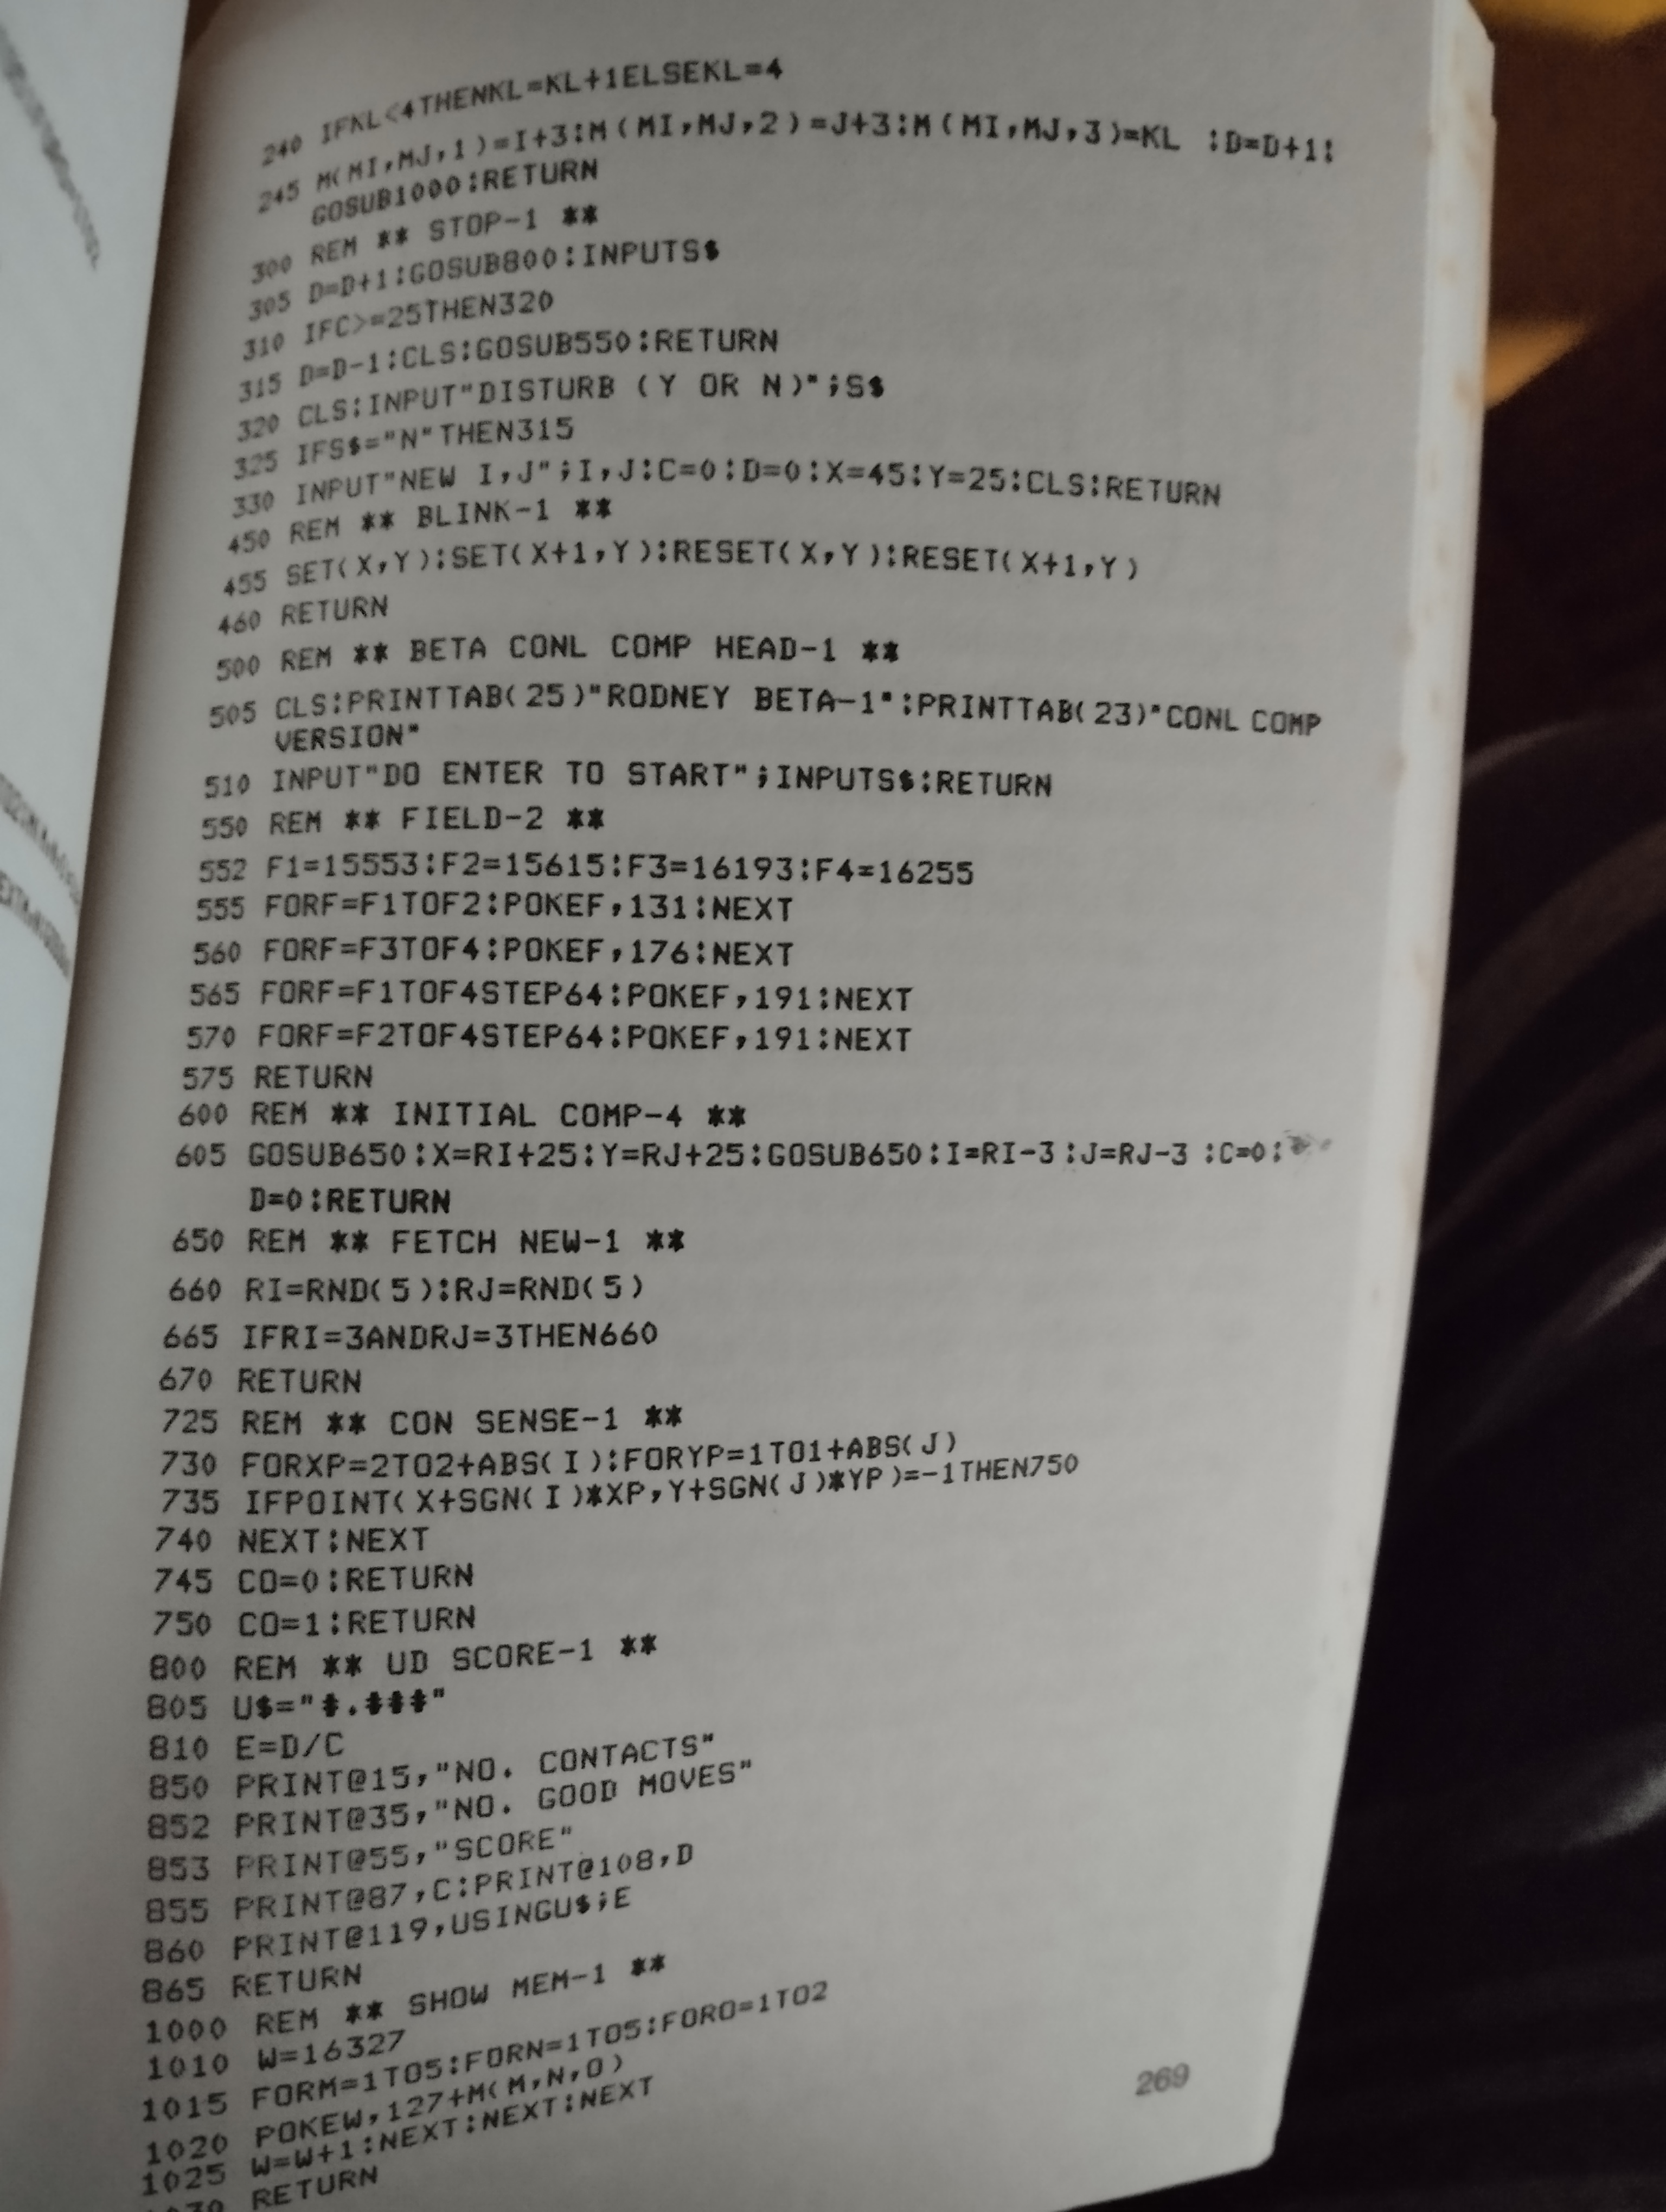 240 IFKL<4THENKL=KL+1ELSEKL=4
245 M(MI,MJ,1)=I+3:M(MI,MJ,2)=J+3:M(MI,MJ,3)=KL :D=D+1:
GOSUB1000:RETURN
300 REM ** STOP-1 **
305 D=D+1:GOSUB800:INPUTS$
310 IFC>=25THEN320
315 D=D-1:CLS:GOSUB550:RETURN
320 CLS:INPUT"DISTURB (Y OR N)";S$
325 IFS$="N"THEN315
330 INPUT"NEW I,J";I,J:C=0:D=0:X=45:Y=25:CLS:RETURN
450 REM ** BLINK-1 **
455 SET(X,Y):SET(X+1,Y):RESET(X,Y):RESET(X+1,Y)
460 RETURN
500 REM ** BETA CONL COMP HEAD-1 **
505 CLS:PRINTTAB(25)"RODNEY BETA-1":PRINTTAB(23)"CONL COMP
VERSION"
510 INPUT"DO ENTER TO START";INPUTS$:RETURN
550 REM ** FIELD-2 **
552 F1=15553:F2=15615:F3=16193:F4=16255
555 FORF=F1TOF2:POKEF,131:NEXT
560 FORF=F3TOF4:POKEF,176:NEXT
565 FORF=F1TOF4STEP64:POKEF,191:NEXT
570 FORF=F2TOF4STEP64:POKEF,191:NEXT
575 RETURN
600 REM ** INITIAL COMP-4 **
605 GOSUB650:X=RI+25:Y=RJ+25:GOSUB650:I=RI-3:J=RJ-3 :C=0:
D=0:RETURN
650 REM ** FETCH NEW-1 **
660 RI=RND(5):RJ=RND(5)
665 IFRI=3ANDRJ=3THEN660
670 RETURN
725 REM ** CON SENSE-1 **
730 FORXP=2TO2+ABS(I):FORYP=1TO1+ABS(J)
735 IFPOINT(X+SGN(I)*XP,Y+SGN(J)*YP)=-1THEN750
740 NEXT:NEXT
745 CO=0:RETURN
750 CO=1:RETURN
800 REM ** UD SCORE-1 **
805 U$="#.###"
810 E=D/C
850 PRINT@15,"NO. CONTACTS"
852 PRINT@35,"NO. GOOD MOVES"
853 PRINT@55,"SCORE"
855 PRINT@87,C:PRINT@108,D
860 PRINT@119,USINGU$;E
865 RETURN
1000 REM ** SHOW MEM-1 **
1010 W=16327
1015 FORM=1TO5:FORN=1TO5:FORO=1TO2
1020 POKEW,127+M(M,N,O)
1025 W=W+1:NEXT:NEXT:NEXT
RETURN
269